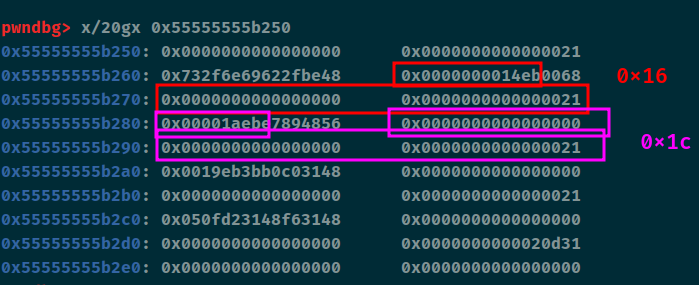 pwndbg> x/20gx 0x55555555b250
0x55555555b250: 0x0000000000000000 0x0000000000000021
0x55555555b260: 0x732f6e69622fbe48 0x0000000014eb0068 0×16
0x55555555b270: 0x0000000000000000 0x0000000000000021
0x55555555b280: 0x00001aebe7894856 0x0000000000000000
0x55555555b290: 0x0000000000000000 0x0000000000000021 0×1c
0x55555555b2a0: 0x0019eb3bb0c03148 0x0000000000000000
0x55555555b2b0: 0x0000000000000000 0x0000000000000021
0x55555555b2c0: 0x050fd23148f63148 0x0000000000000000
0x55555555b2d0: 0x0000000000000000 0x0000000000020d31
0x55555555b2e0: 0x0000000000000000 0x0000000000000000